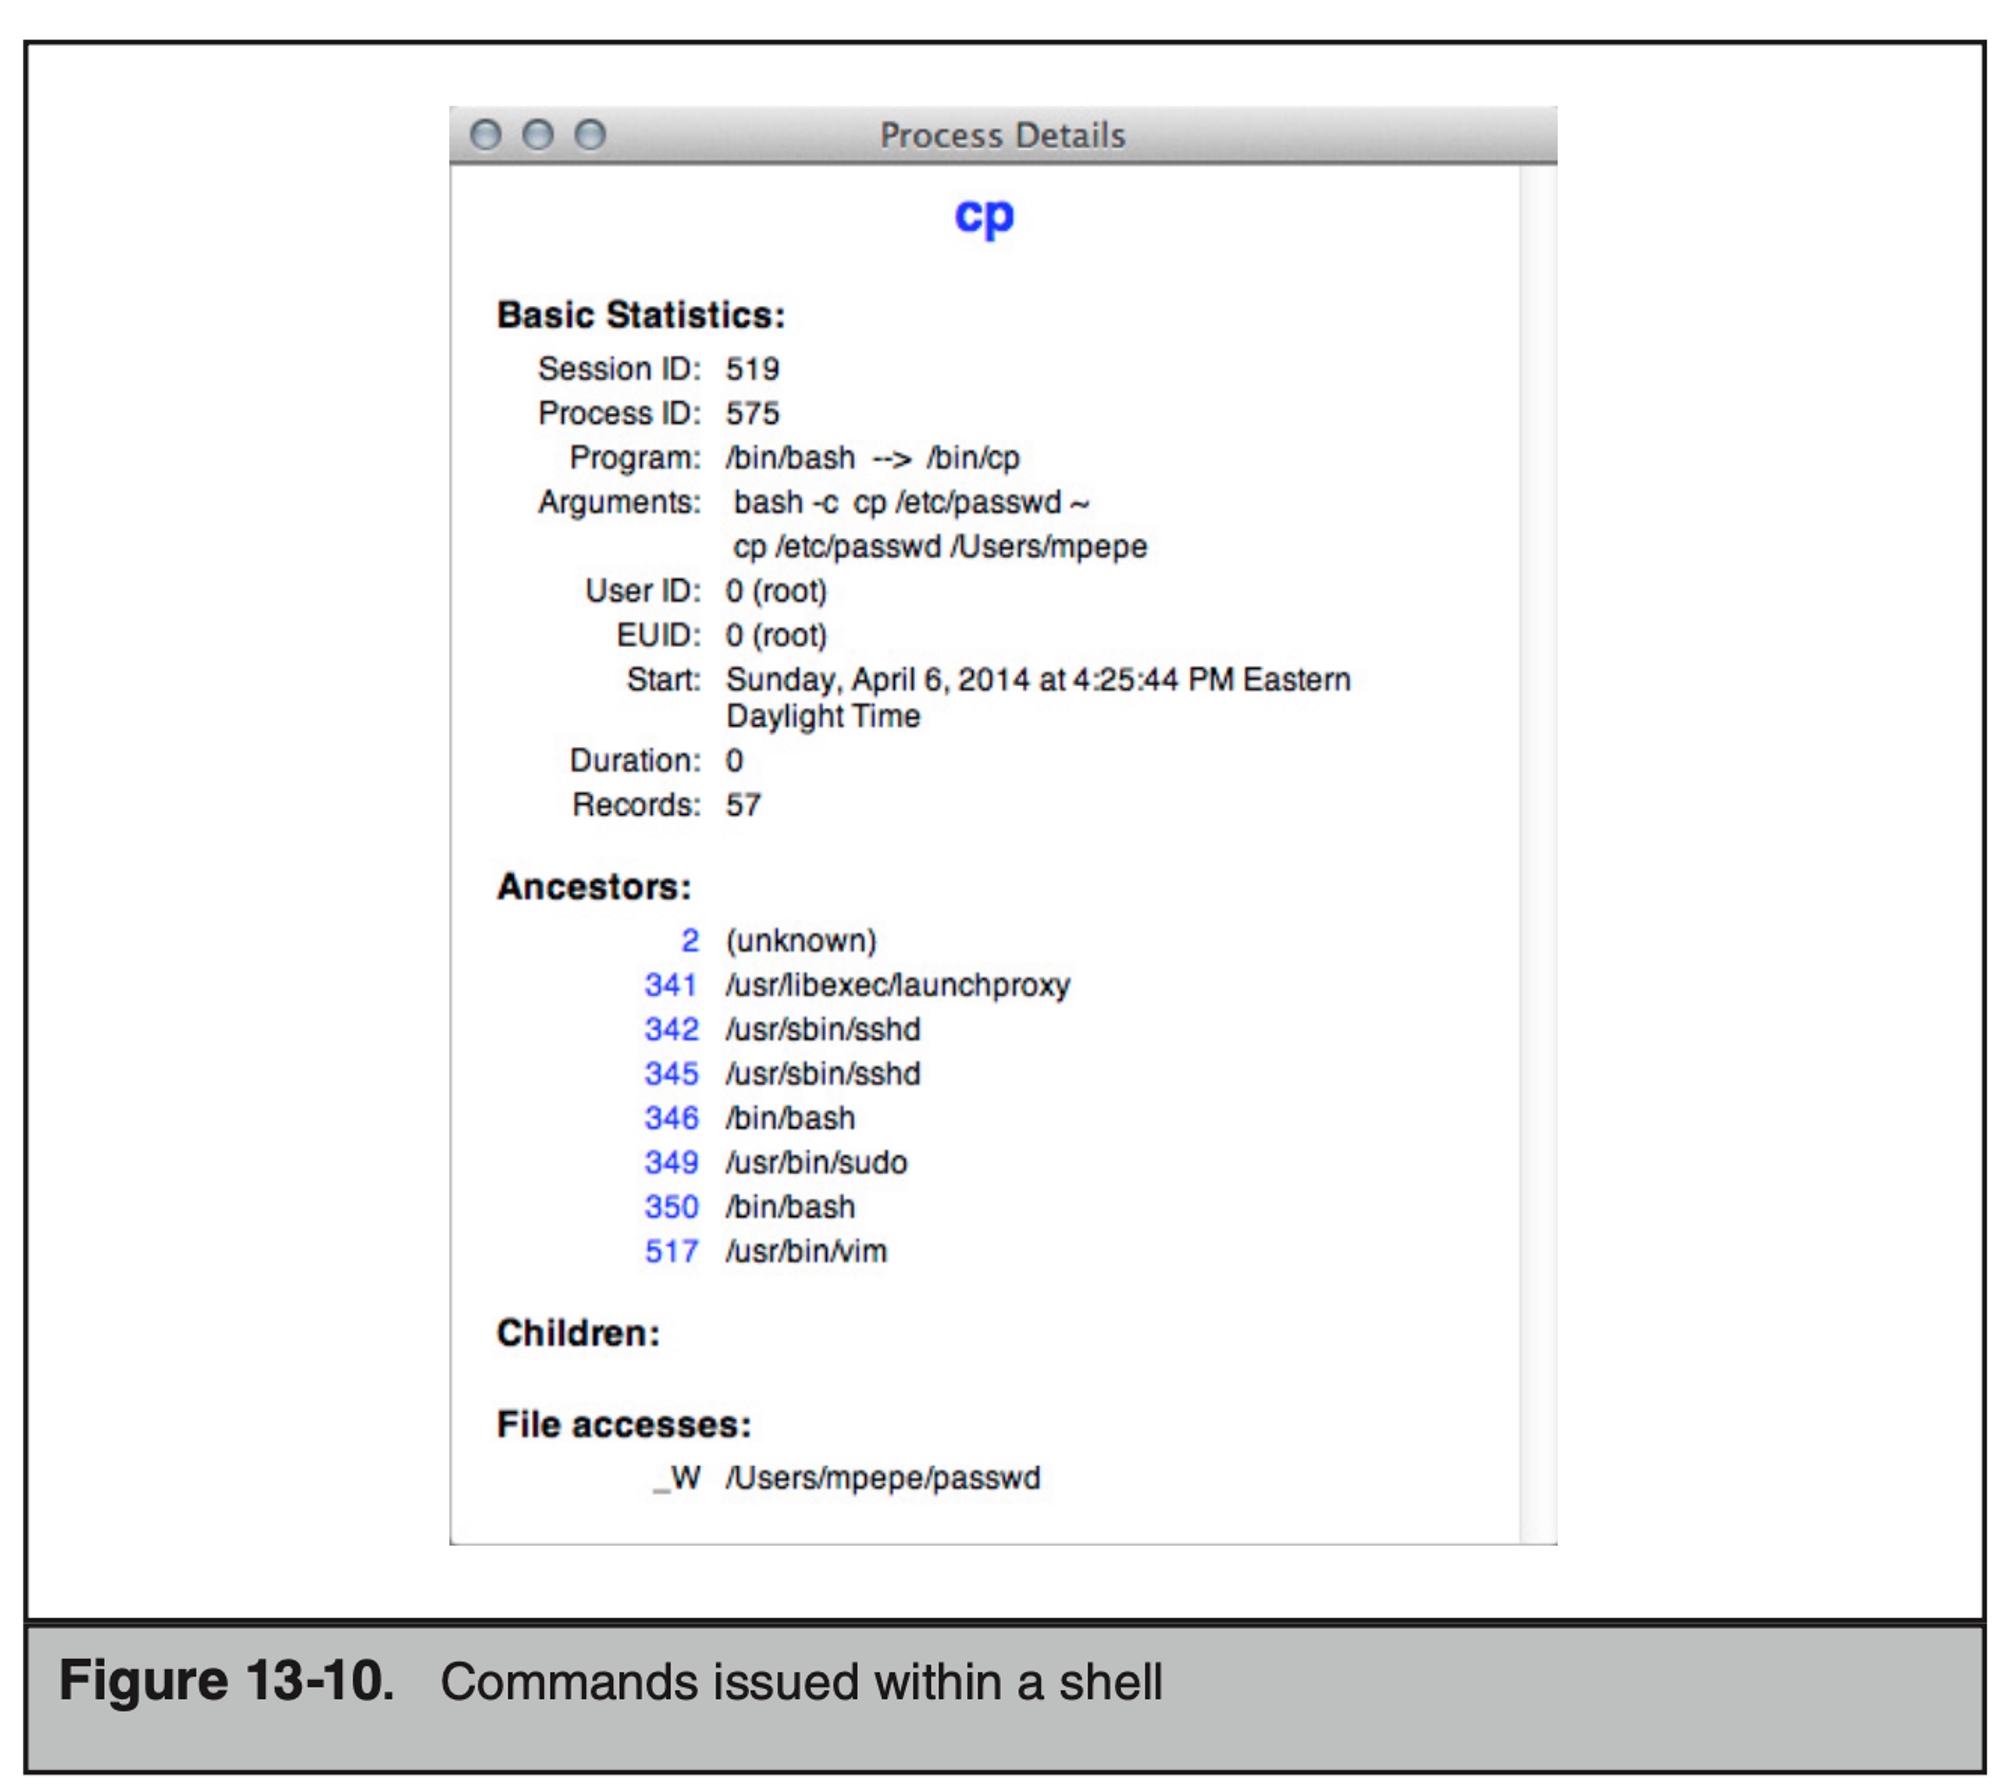 Process Details
cp
Basic Statistics:
Session ID: 519
Process ID: 575
Program: /bin/bash --> /bin/cp
Arguments: bash -c cp /etc/passwd ~
cp /etc/passwd /Users/mpepe
User ID: 0 (root)
EUID: 0 (root)
Start: Sunday, April 6, 2014 at 4:25:44 PM Eastern
Daylight Time
Duration: 0
Records: 57
Ancestors:
2 (unknown)
341 /usr/libexec/launchproxy
342 /usr/sbin/sshd
345 /usr/sbin/sshd
346 /bin/bash
349 /usr/bin/sudo
350 /bin/bash
517 /usr/bin/vim
Children:
File accesses:
_W /Users/mpepe/passwd
Figure 13-10. Commands issued within a shell